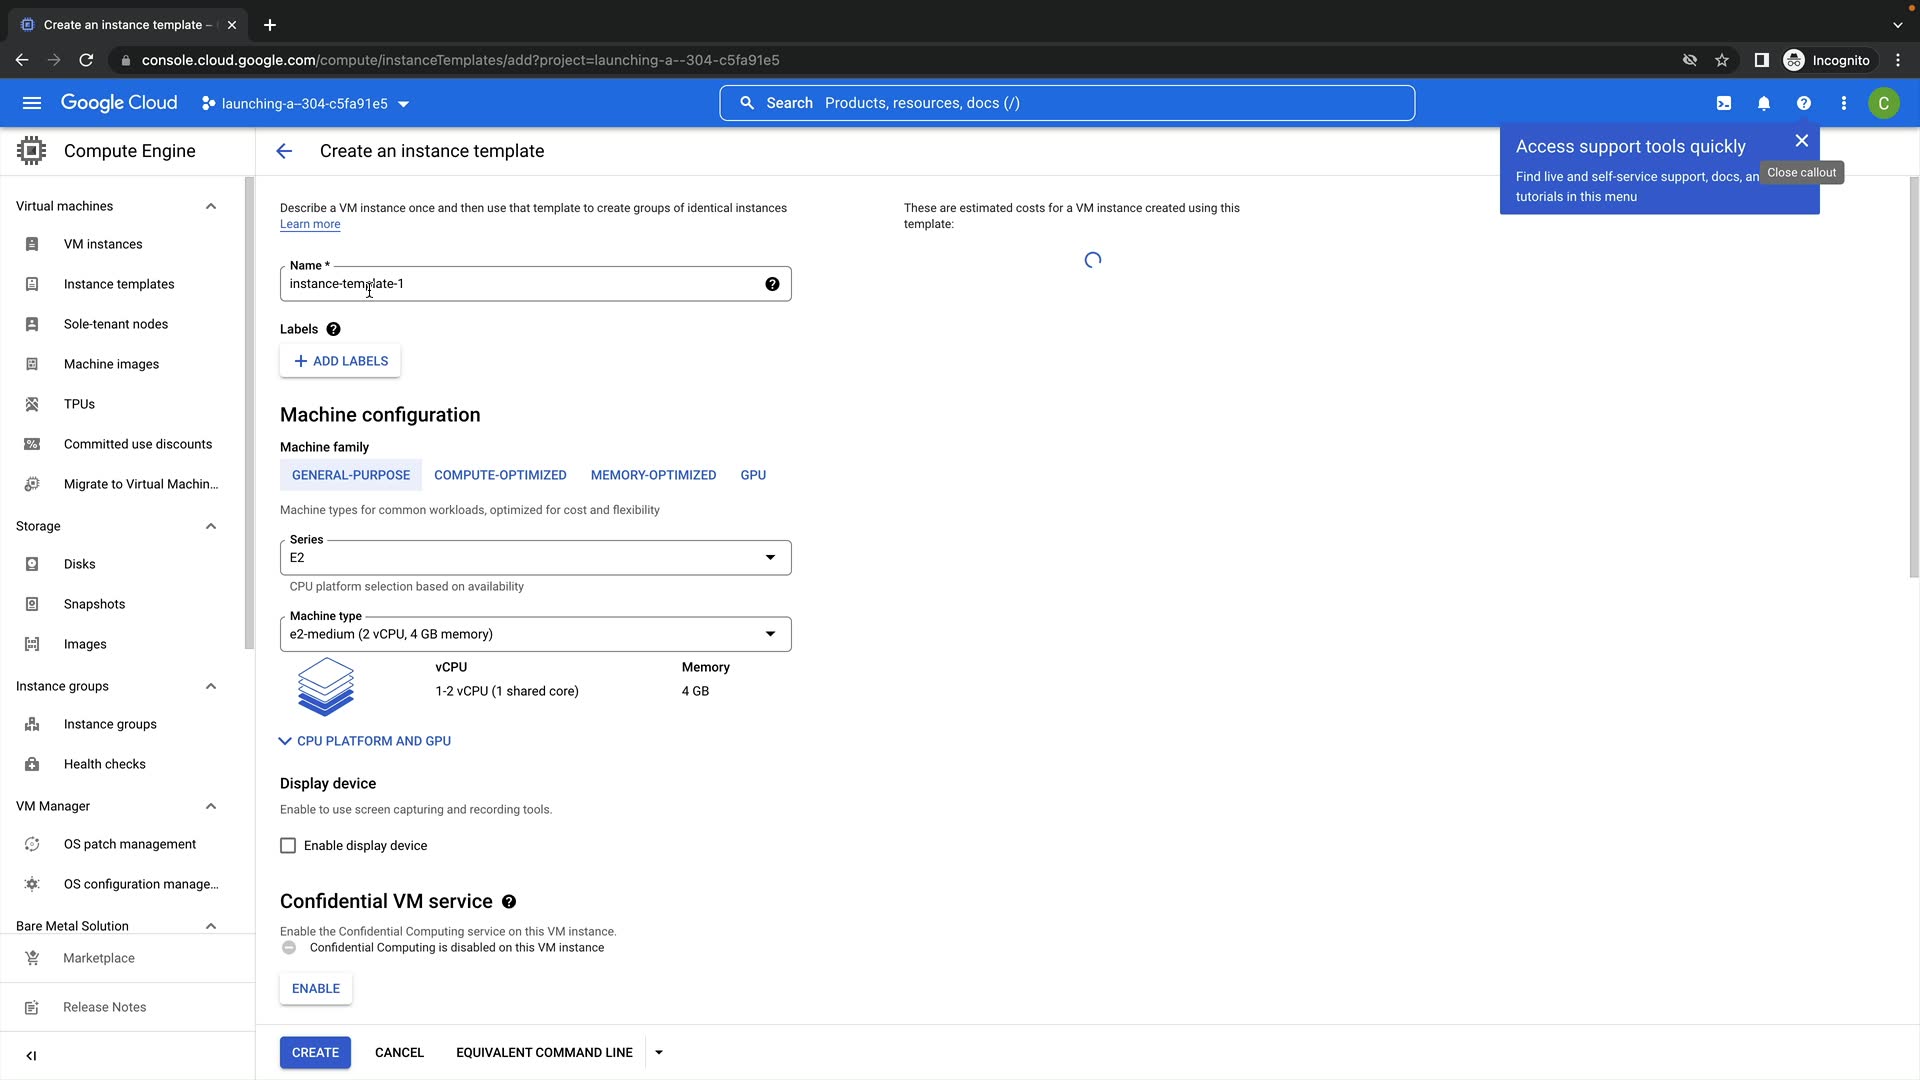 Create an instance template –
console.cloud.google.com/compute/instanceTemplates/add?project=launching-a--304-c5fa91e5
Incognito
Google Cloud
launching-a--304-c5fa91e5
Search Products, resources, docs (/)
C
Compute Engine
Create an instance template
Access support tools quickly
Find live and self-service support, docs, an
tutorials in this menu
Close callout
Virtual machines
VM instances
Instance templates
Sole-tenant nodes
Machine images
TPUs
Committed use discounts
Migrate to Virtual Machin...
Storage
Disks
Snapshots
Images
Instance groups
Instance groups
Health checks
VM Manager
OS patch management
OS configuration manage...
Bare Metal Solution
Marketplace
Release Notes
Describe a VM instance once and then use that template to create groups of identical instances
Learn more
Name *
instance-template-1
Labels
+ ADD LABELS
Machine configuration
Machine family
GENERAL-PURPOSE COMPUTE-OPTIMIZED MEMORY-OPTIMIZED GPU
Machine types for common workloads, optimized for cost and flexibility
Series
E2
CPU platform selection based on availability
Machine type
e2-medium (2 vCPU, 4 GB memory)
vCPU Memory
1-2 vCPU (1 shared core) 4 GB
CPU PLATFORM AND GPU
Display device
Enable to use screen capturing and recording tools.
Enable display device
Confidential VM service
Enable the Confidential Computing service on this VM instance.
Confidential Computing is disabled on this VM instance
ENABLE
CREATE CANCEL EQUIVALENT COMMAND LINE
These are estimated costs for a VM instance created using this
template: